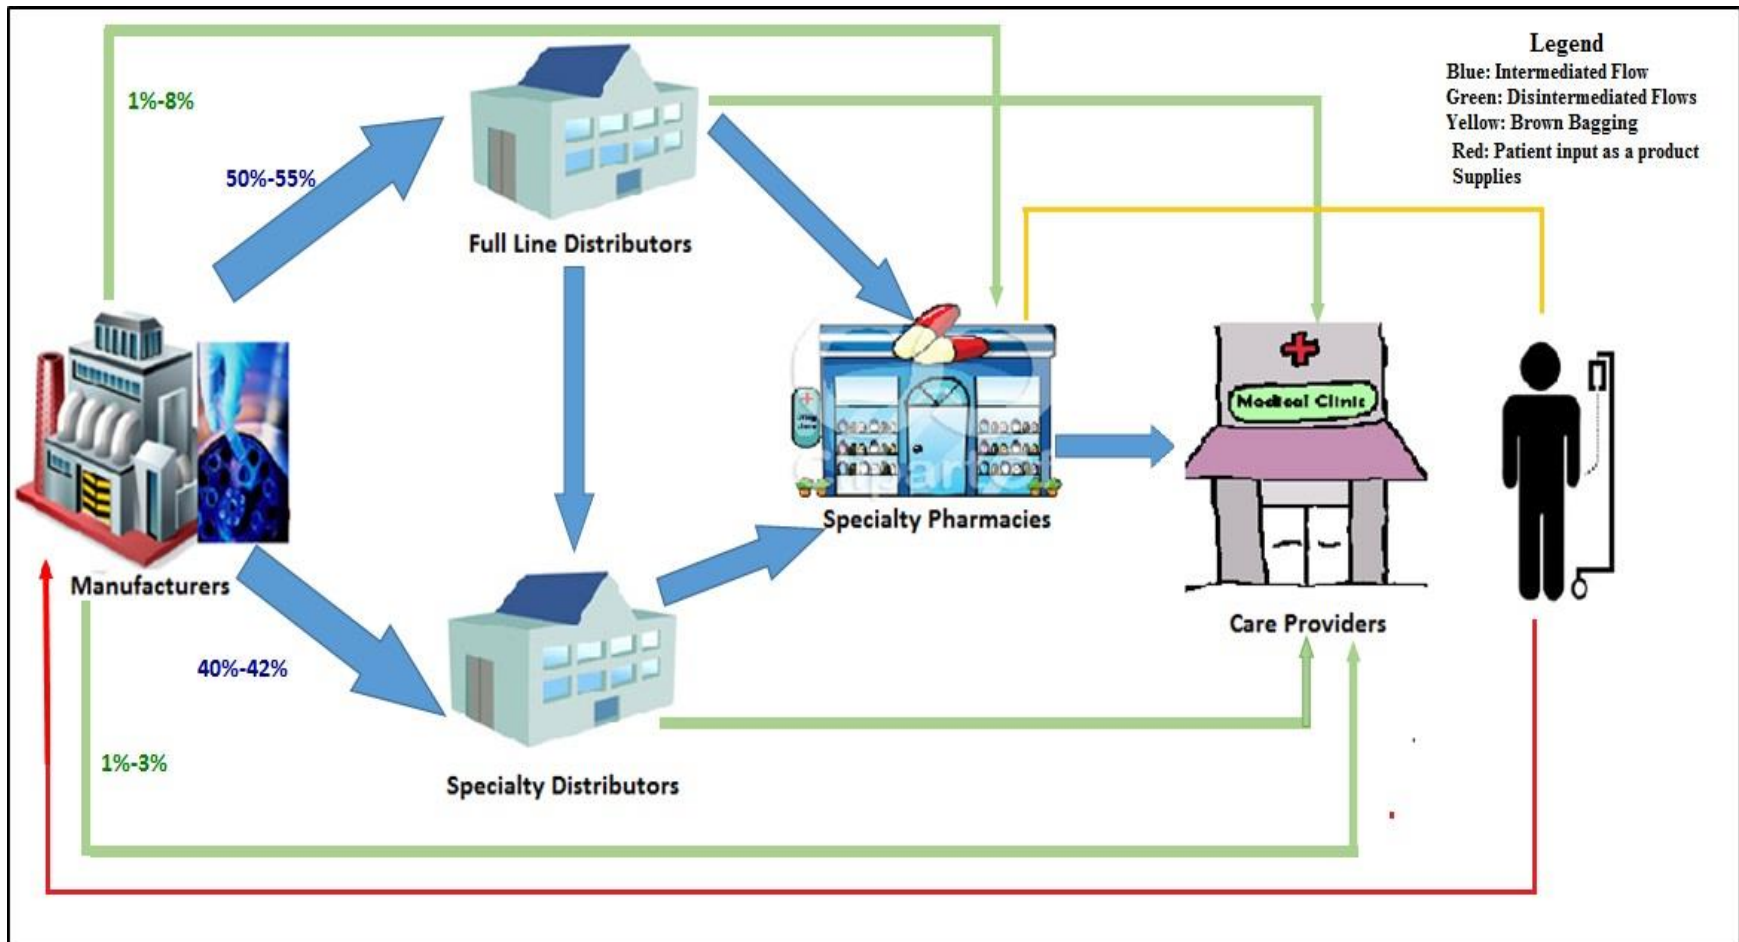 Legend
Blue: Intermediated Flow
Green: Disintermediated Flows
Yellow: Brown Bagging
Red: Patient input as a product
Supplies
1%-8%
50%-55%
Full Line Distributors
Medical Clinic
Specialty Pharmacies
Manufacturers
Care Providers
40%-42%
1%-3%
Specialty Distributors